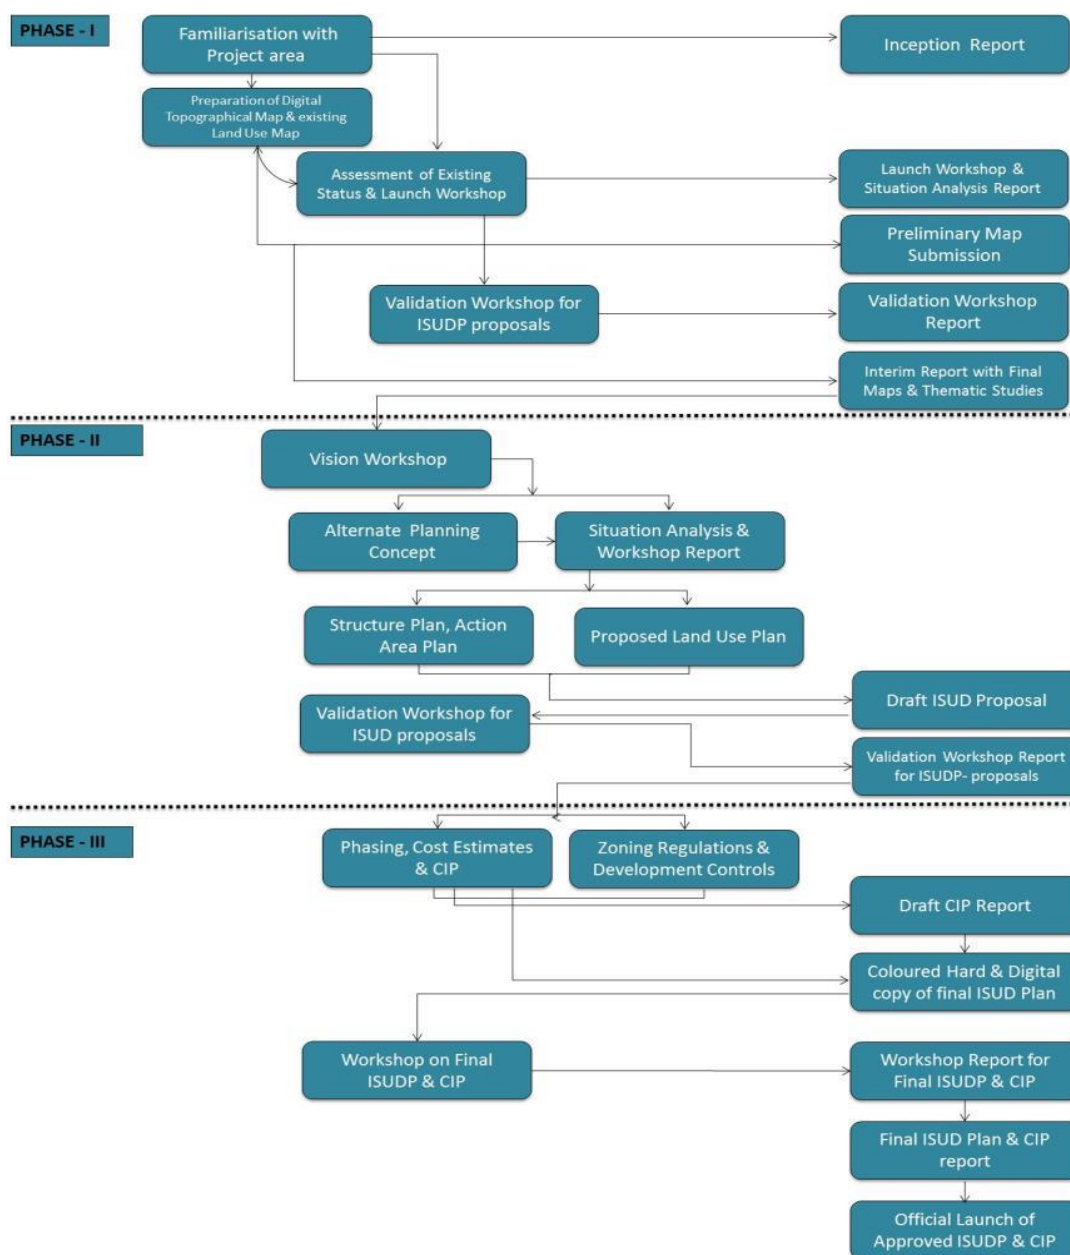 PHASE - I
Familiarisation with
Project area
Inception Report
Preparation of Digital
Topographical Map & existing
Land Use Map
Assessment of Existing
Status & Launch Workshop
Launch Workshop &
Situation Analysis Report
Preliminary Map
Submission
Validation Workshop for
ISUDP proposals
Validation Workshop
Report
Interim Report with Final
Maps & Thematic Studies
PHASE - II
Vision Workshop
Alternate Planning
Concept
Situation Analysis &
Workshop Report
Structure Plan, Action
Area Plan
Proposed Land Use Plan
Draft ISUD Proposal
Validation Workshop for
ISUD proposals
Validation Workshop Report
for ISUDP- proposals
PHASE - III
Phasing, Cost Estimates
& CIP
Zoning Regulations &
Development Controls
Draft CIP Report
Coloured Hard & Digital
copy of final ISUD Plan
Workshop on Final
ISUDP & CIP
Workshop Report for
Final ISUDP & CIP
Final ISUD Plan & CIP
report
Official Launch of
Approved ISUDP & CIP